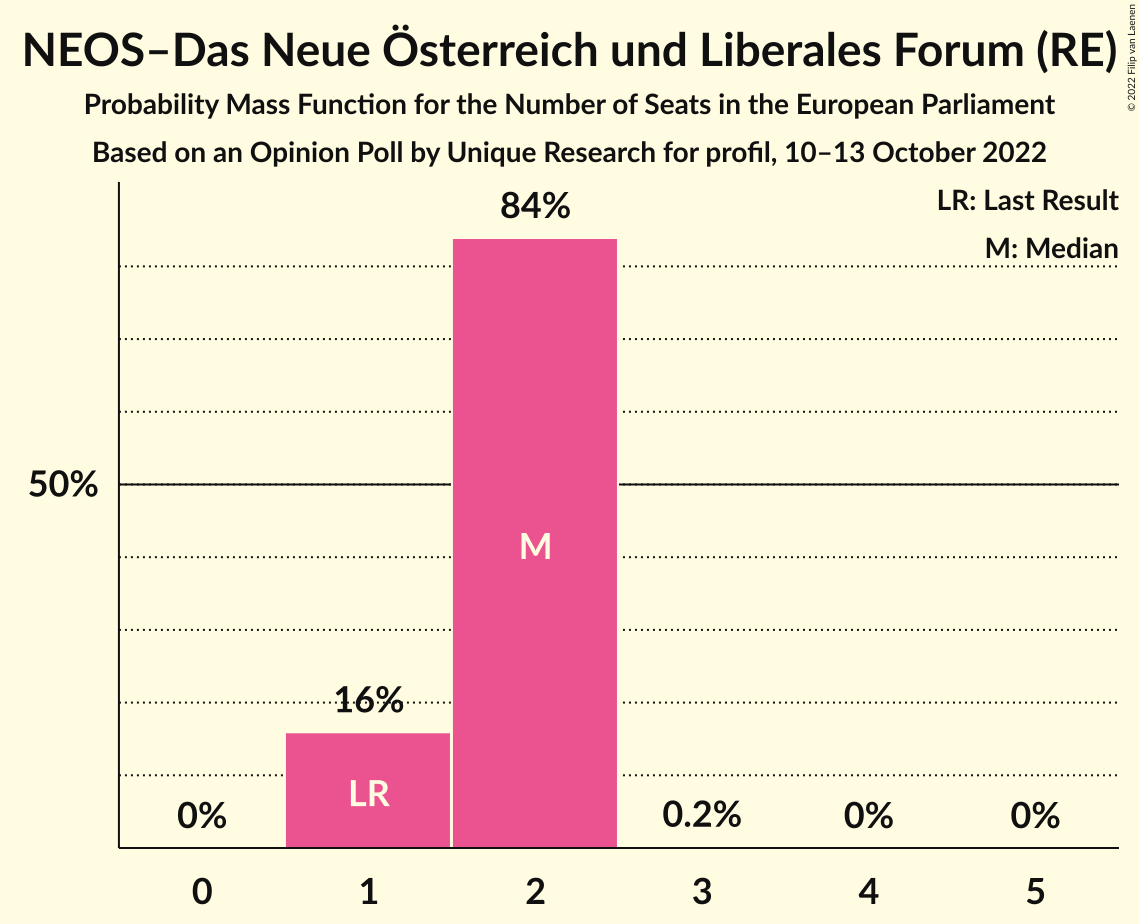 NEOS–Das Neue Österreich und Liberales Forum (RE)
Probability Mass Function for the Number of Seats in the European Parliament
Based on an Opinion Poll by Unique Research for profil, 10–13 October 2022
© 2022 Filip van Laenen
LR: Last Result
M: Median
84%
50%
M
16%
LR
0%
0.2%
0%
0%
0
1
2
3
4
5